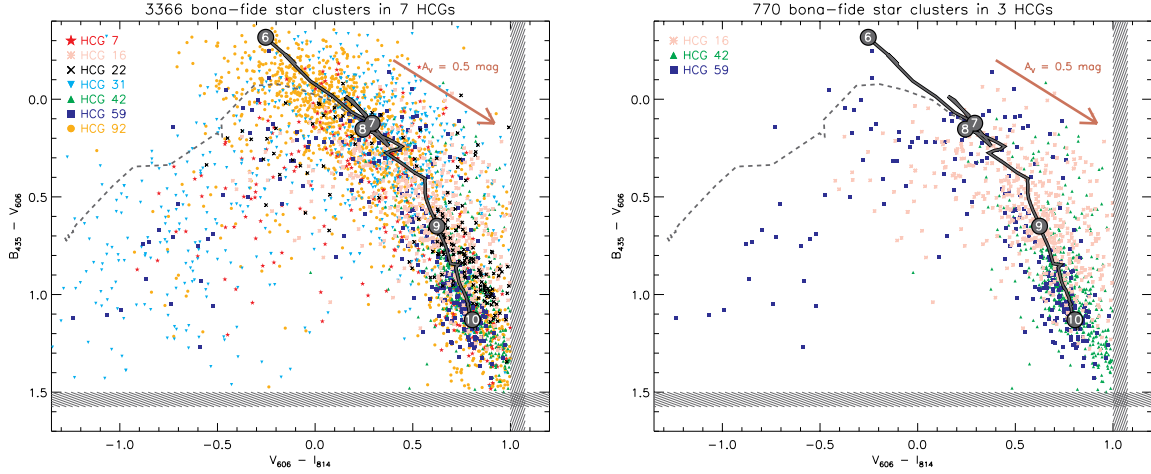 3366 bona-fide star clusters in 7 HCGs
HCG 7
HCG 16
HCG 22
HCG 31
HCG 42
HCG 59
HCG 92
Aᵥ = 0.5 mag
6
7
8
9
10
0.0
0.5
1.0
1.5
B₄₃₅ − V₆₀₆
−1.0
−0.5
0.0
0.5
1.0
V₆₀₆ − I₈₁₄
770 bona-fide star clusters in 3 HCGs
HCG 16
HCG 42
HCG 59
Aᵥ = 0.5 mag
6
7
8
9
10
0.0
0.5
1.0
1.5
B₄₃₅ − V₆₀₆
−1.0
−0.5
0.0
0.5
1.0
V₆₀₆ − I₈₁₄